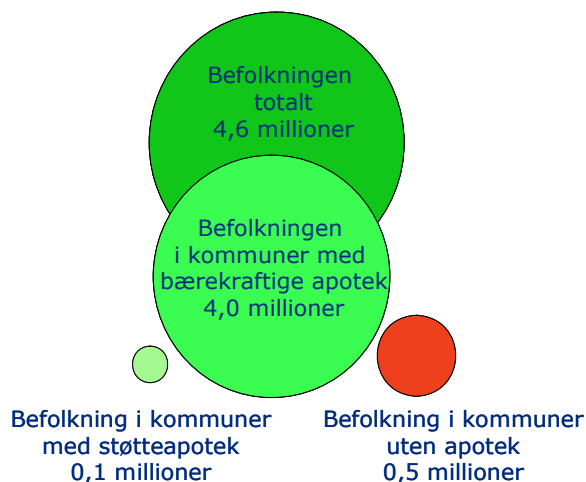 Befolkningen
totalt
4,6 millioner
Befolkningen
i kommuner med
bærekraftige apotek
4,0 millioner
Befolkning i kommuner
med støtteapotek
0,1 millioner
Befolkning i kommuner
uten apotek
0,5 millioner